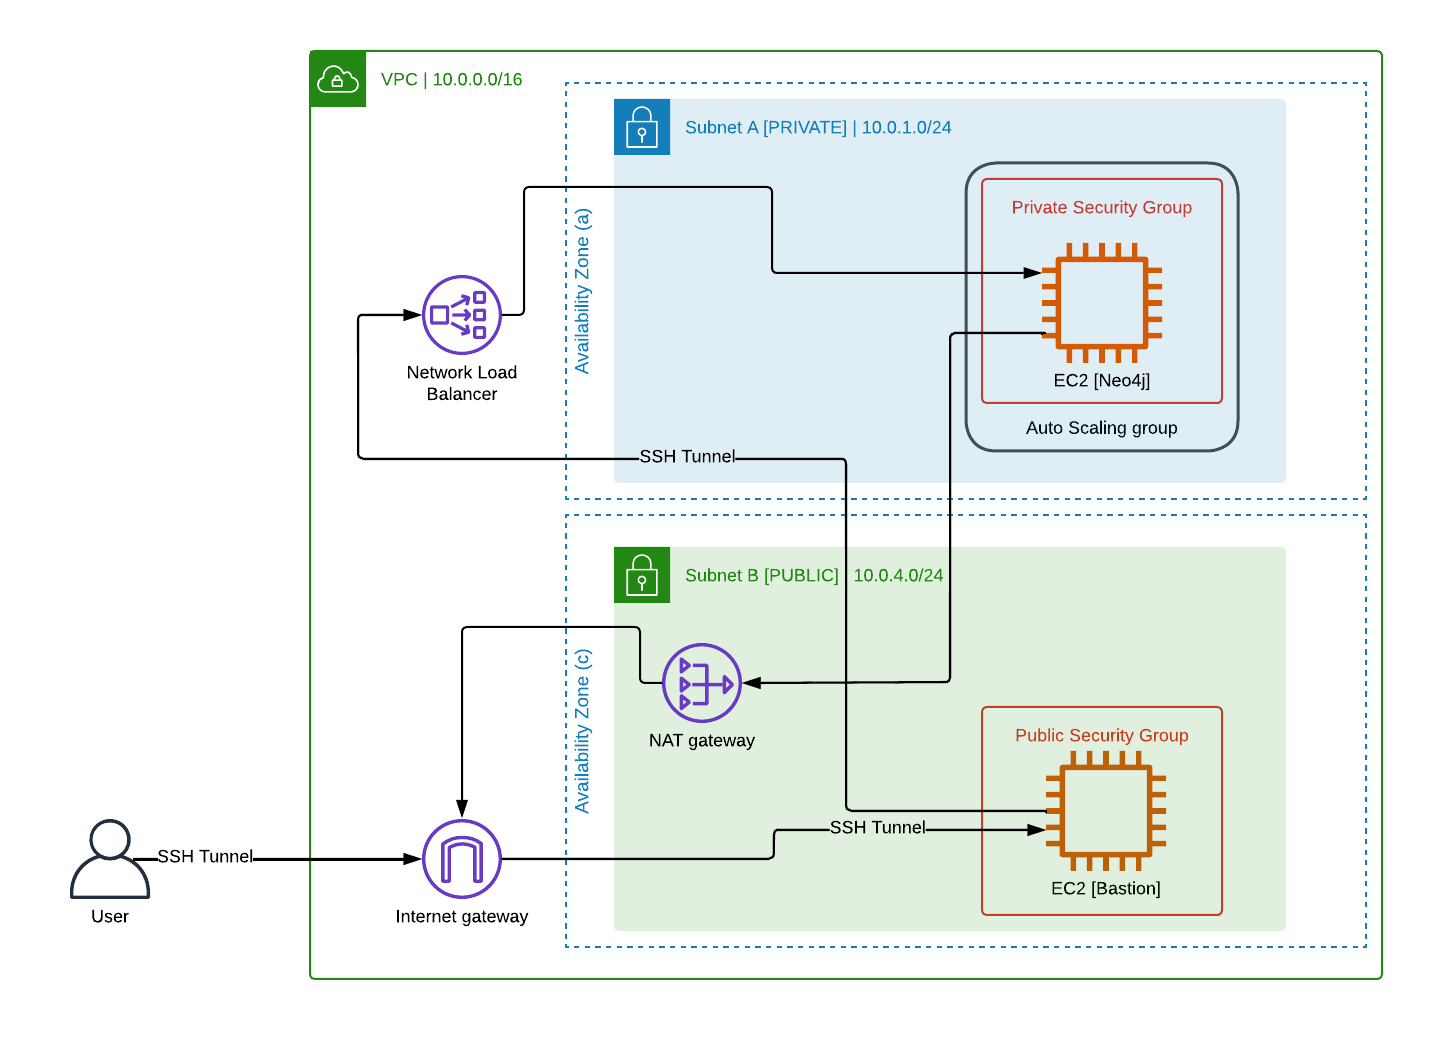 VPC | 10.0.0.0/16
Subnet A [PRIVATE] | 10.0.1.0/24
Availability Zone (a)
Private Security Group
EC2 [Neo4j]
Auto Scaling group
Network Load
Balancer
SSH Tunnel
Subnet B [PUBLIC] 10.0.4.0/24
Availability Zone (c)
NAT gateway
Public Security Group
SSH Tunnel
EC2 [Bastion]
SSH Tunnel
User
Internet gateway